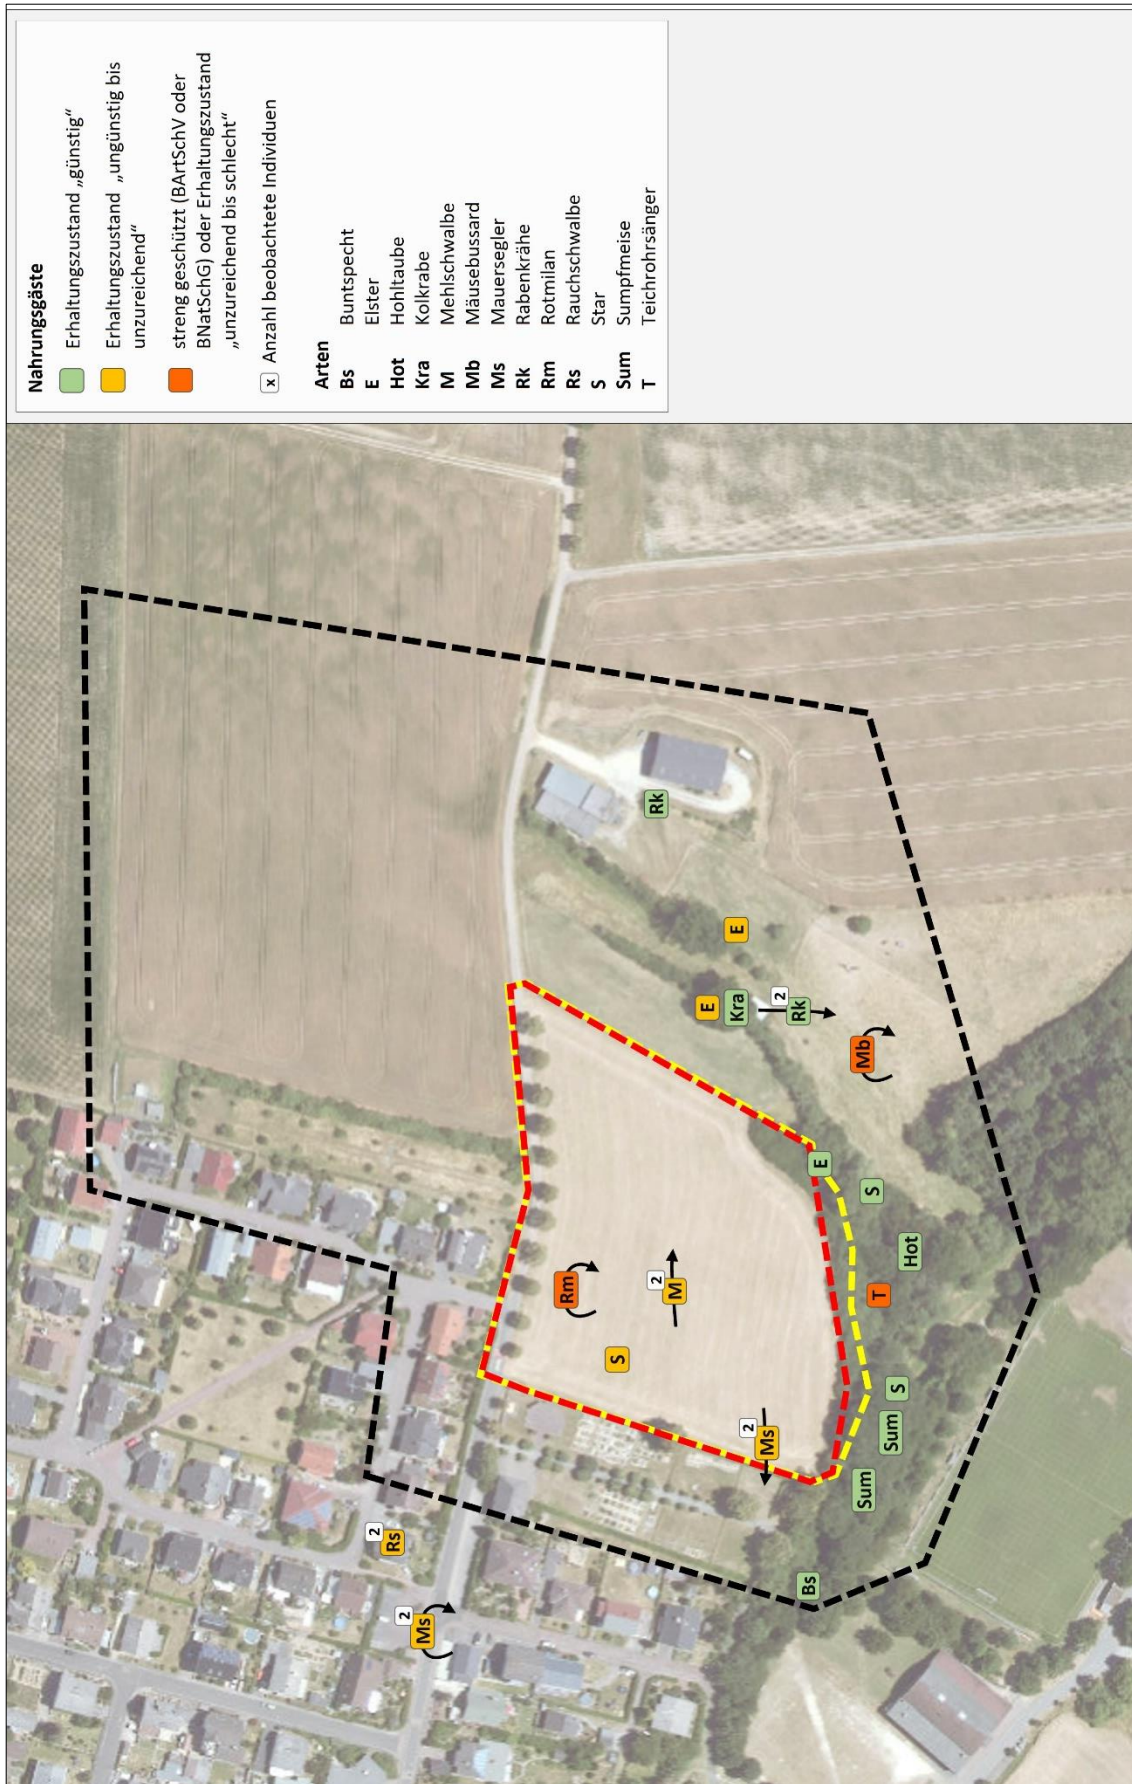 2
Rs
2
Ms
Rm
S
Rk
2
M
E
Kra
E
2
Ms
2
Rk
Bs
E
Mb
Sum
S
T
Sum
S
Hot
Nahrungsgäste
Erhaltungszustand „günstig“
Erhaltungszustand „ungünstig bis
unzureichend“
streng geschützt (BArtSchV oder
BNatSchG) oder Erhaltungszustand
„unzureichend bis schlecht“
x Anzahl beobachtete Individuen
Arten
Bs Buntspecht
E Elster
Hot Hohltaube
Kra Kolkrabe
M Mehlschwalbe
Mb Mäusebussard
Ms Mauersegler
Rk Rabenkrähe
Rm Rotmilan
Rs Rauchschwalbe
S Star
Sum Sumpfmeise
T Teichrohrsänger